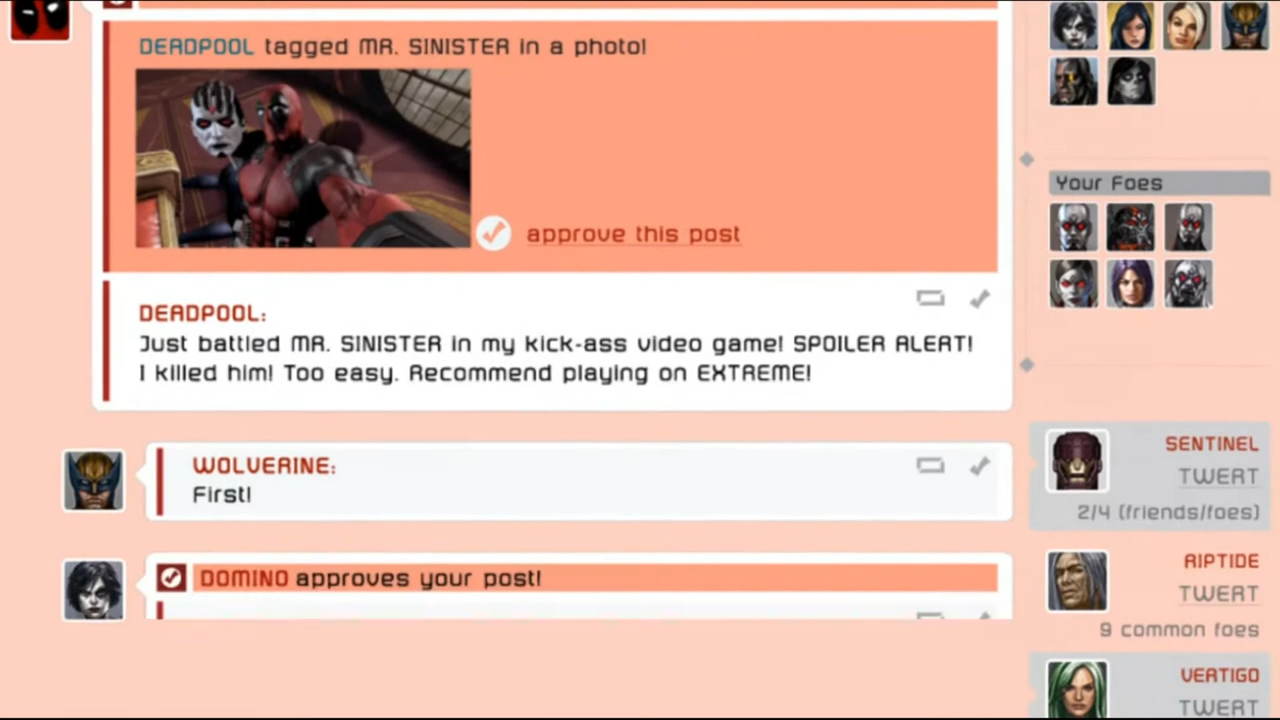 DEADPOOL tagged MR. SINISTER in a photo!
approve this post
DEADPOOL:
Just battled MR. SINISTER in my kick-ass video game! SPOILER ALERT!
I killed him! Too easy. Recommend playing on EXTREME!
WOLVERINE:
First!
DOMINO approves your post!
Your Foes
SENTINEL
TWERT
2/4 (friends/foes)
RIPTIDE
TWERT
9 common foes
VERTIGO
TWERT